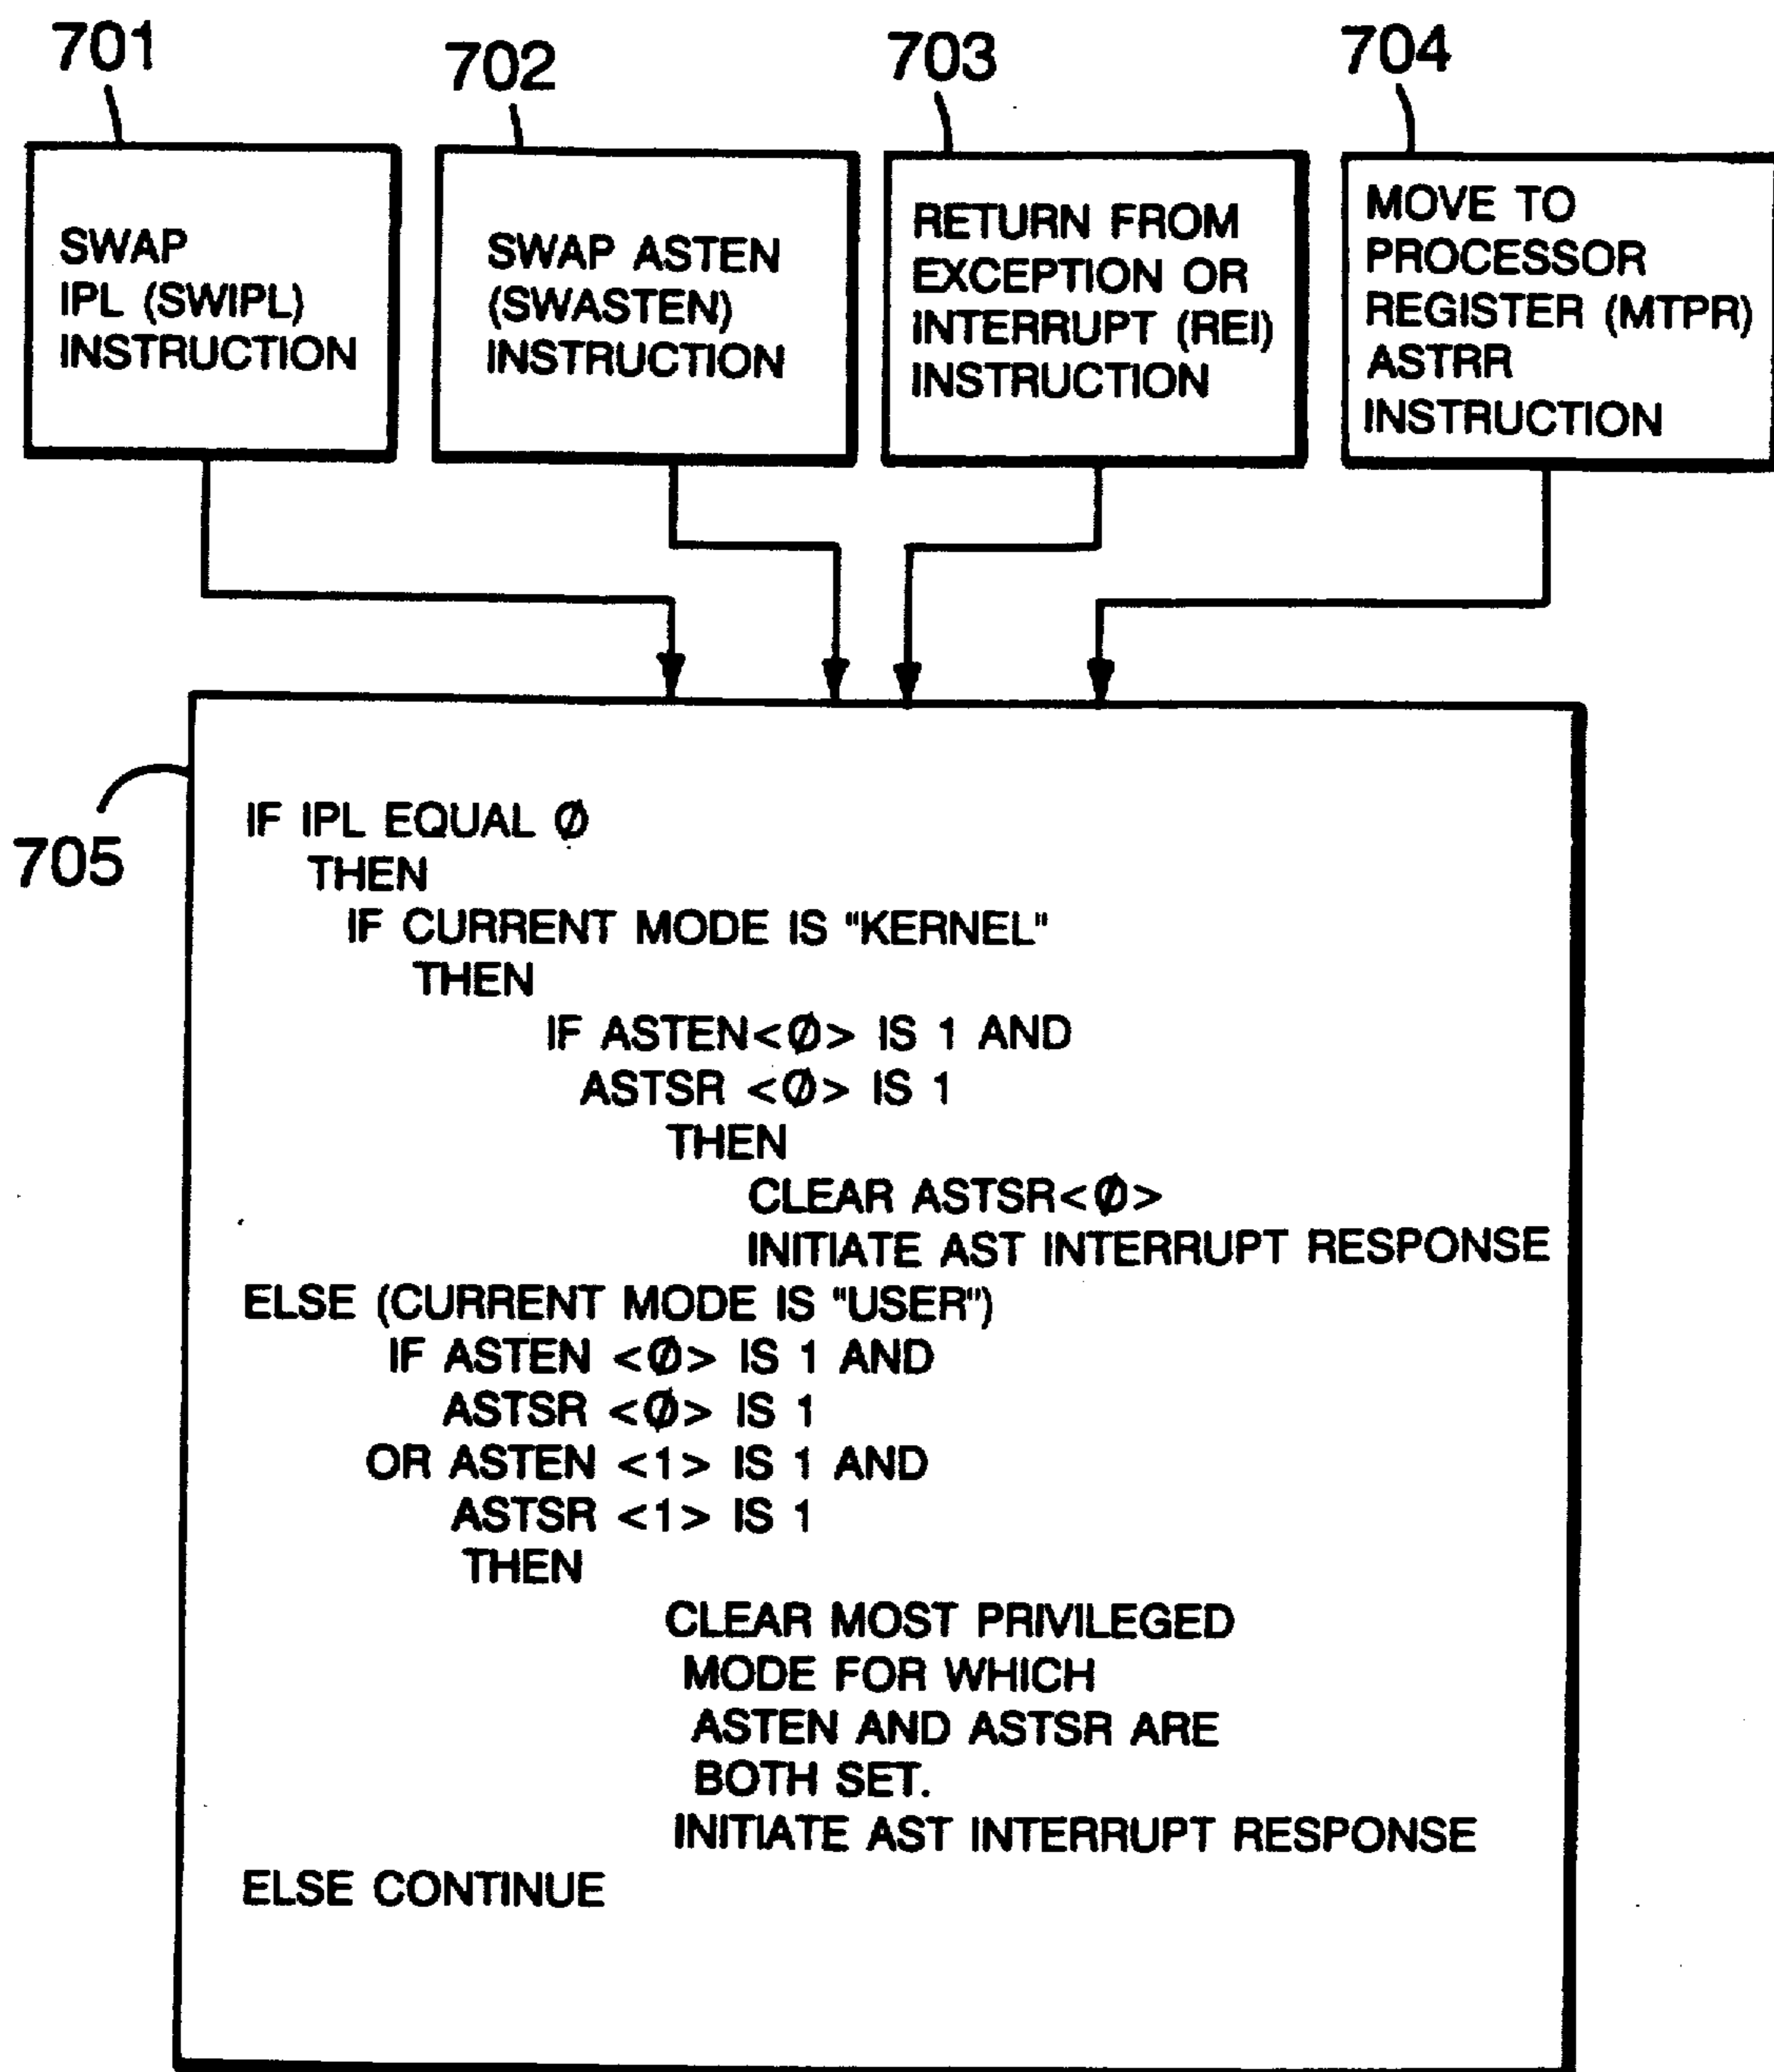 701
702
703
704
SWAP
IPL (SWIPL)
INSTRUCTION
SWAP ASTEN
(SWASTEN)
INSTRUCTION
RETURN FROM
EXCEPTION OR
INTERRUPT (REI)
INSTRUCTION
MOVE TO
PROCESSOR
REGISTER (MTPR)
ASTRR
INSTRUCTION
705
IF IPL EQUAL Ø
THEN
IF CURRENT MODE IS "KERNEL"
THEN
IF ASTEN<Ø> IS 1 AND
ASTSR <Ø> IS 1
THEN
CLEAR ASTSR<Ø>
INITIATE AST INTERRUPT RESPONSE
ELSE (CURRENT MODE IS "USER")
IF ASTEN <Ø> IS 1 AND
ASTSR <Ø> IS 1
OR ASTEN <1> IS 1 AND
ASTSR <1> IS 1
THEN
CLEAR MOST PRIVILEGED
MODE FOR WHICH
ASTEN AND ASTSR ARE
BOTH SET.
INITIATE AST INTERRUPT RESPONSE
ELSE CONTINUE